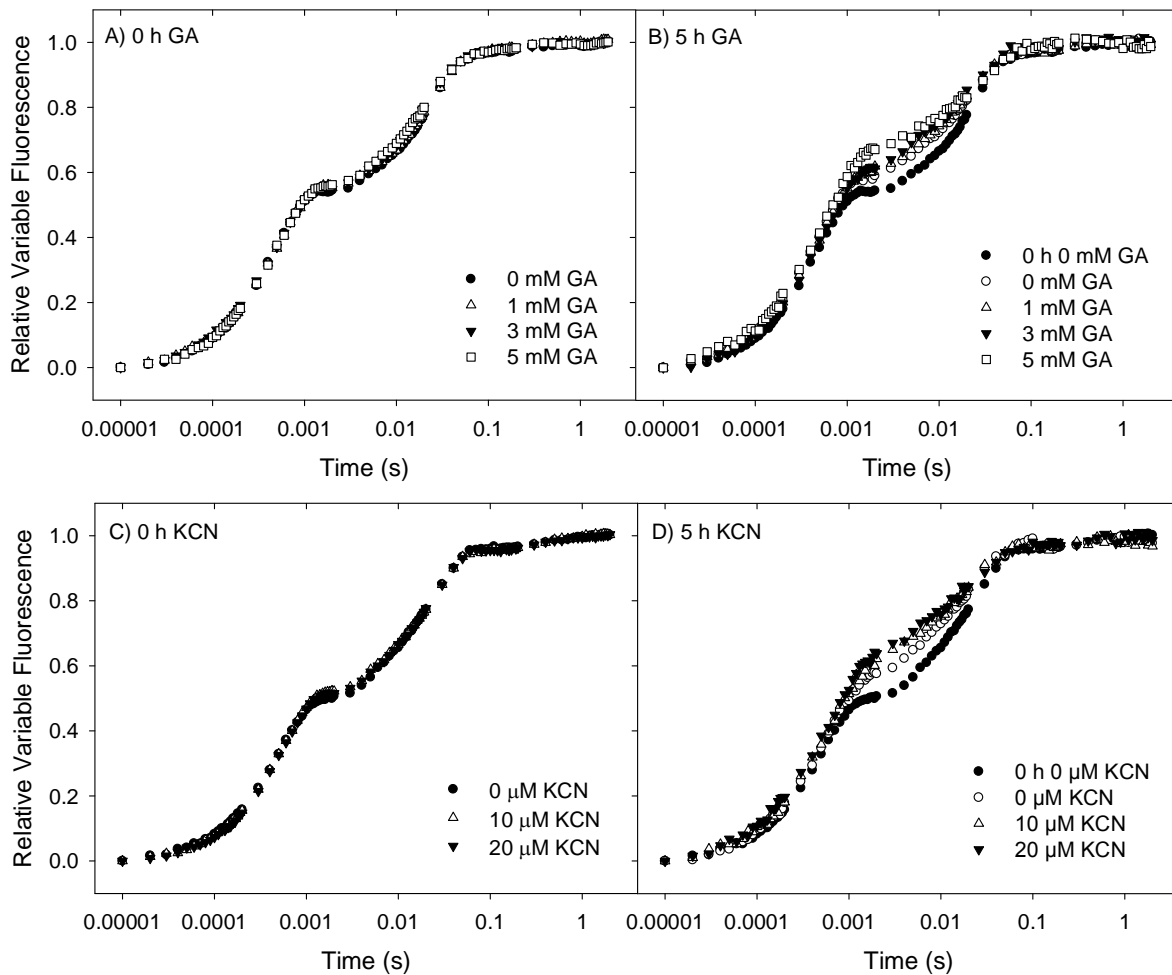 A) 0 h GA
Relative Variable Fluorescence
1.0
0.8
0.6
0.4
0.2
0.0
0 mM GA
1 mM GA
3 mM GA
5 mM GA
0.00001 0.0001 0.001 0.01 0.1 1
Time (s)
B) 5 h GA
0 h 0 mM GA
0 mM GA
1 mM GA
3 mM GA
5 mM GA
0.00001 0.0001 0.001 0.01 0.1 1
Time (s)
C) 0 h KCN
Relative Variable Fluorescence
1.0
0.8
0.6
0.4
0.2
0.0
0 μM KCN
10 μM KCN
20 μM KCN
0.00001 0.0001 0.001 0.01 0.1 1
Time (s)
D) 5 h KCN
0 h 0 µM KCN
0 µM KCN
10 µM KCN
20 µM KCN
0.00001 0.0001 0.001 0.01 0.1 1
Time (s)